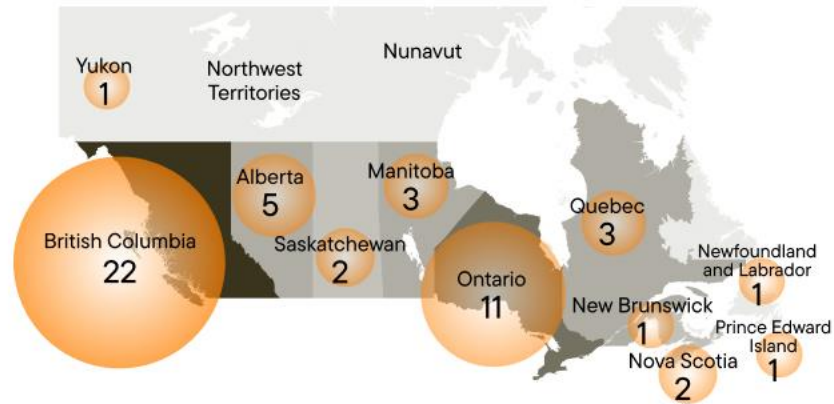 Yukon
1
Northwest
Territories
Nunavut
British Columbia
22
Alberta
5
Saskatchewan
2
Manitoba
3
Ontario
11
Quebec
3
Newfoundland
and Labrador
1
New Brunswick
1
Prince Edward
Island
1
Nova Scotia
2